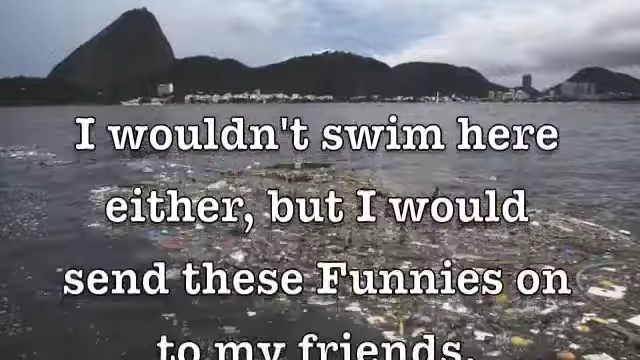 I wouldn't swim here
either, but I would
send these Funnies on
to my friends.